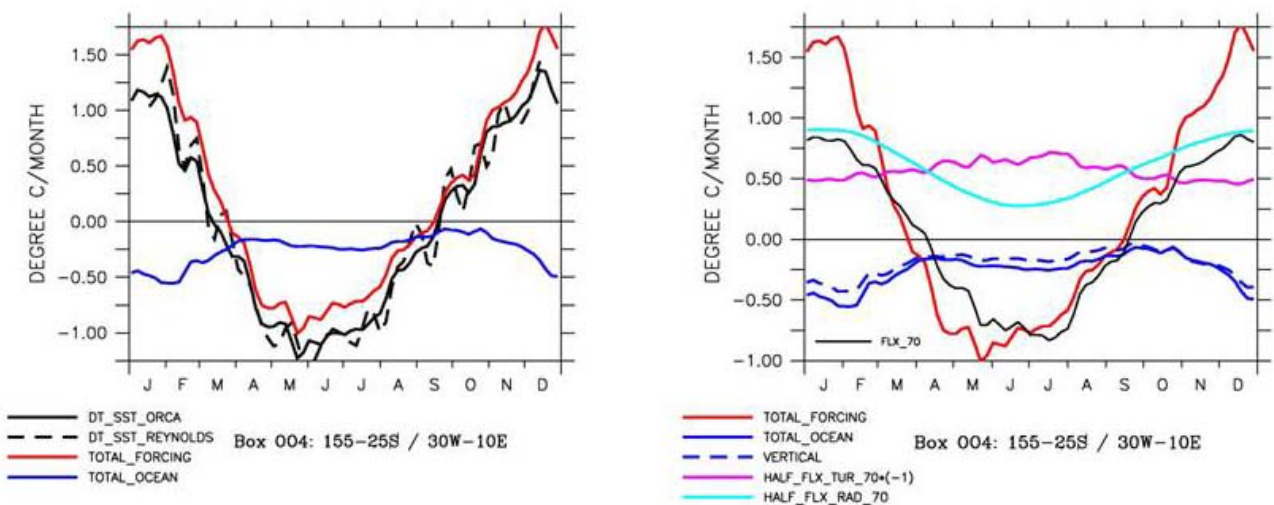 DEGREE C/MONTH
1.50
1.00
0.50
0.00
-0.50
-1.00
J F M A M J J A S O N D
DT_SST_ORCA
DT_SST_REYNOLDS
TOTAL_FORCING
TOTAL_OCEAN
Box 004: 155-25S / 30W-10E
DEGREE C/MONTH
1.50
1.00
0.50
0.00
-0.50
-1.00
FLX_70
J F M A M J J A S O N D
TOTAL_FORCING
TOTAL_OCEAN
VERTICAL
HALF_FLX_TUR_70*(-1)
HALF_FLX_RAD_70
Box 004: 155-25S / 30W-10E